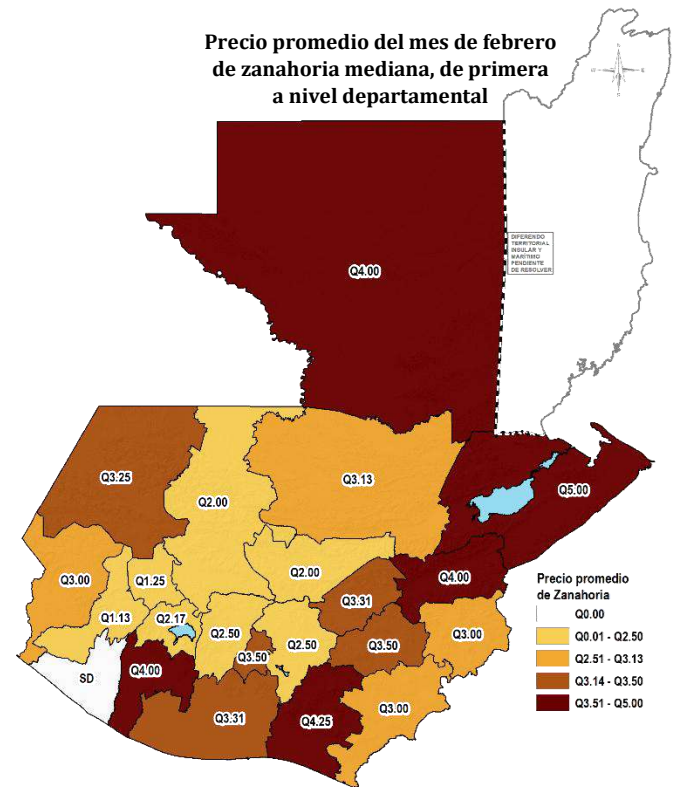 Precio promedio del mes de febrero
de zanahoria mediana, de primera
a nivel departamental
DIFERENDO
TERRITORIAL
INSULAR Y
MARÍTIMO
PENDIENTE
DE RESOLVER
Q4.00
Q3.25
Q3.13
Q5.00
Q2.00
Q3.00
Q1.25
Q2.00
Q4.00
Q3.31
Q1.13
Q2.17
Q2.50
Q2.50
Q3.50
Q3.00
Q3.50
SD
Q4.00
Q3.31
Q4.25
Q3.00
Precio promedio
de Zanahoria
Q0.00
Q0.01 - Q2.50
Q2.51 - Q3.13
Q3.14 - Q3.50
Q3.51 - Q5.00